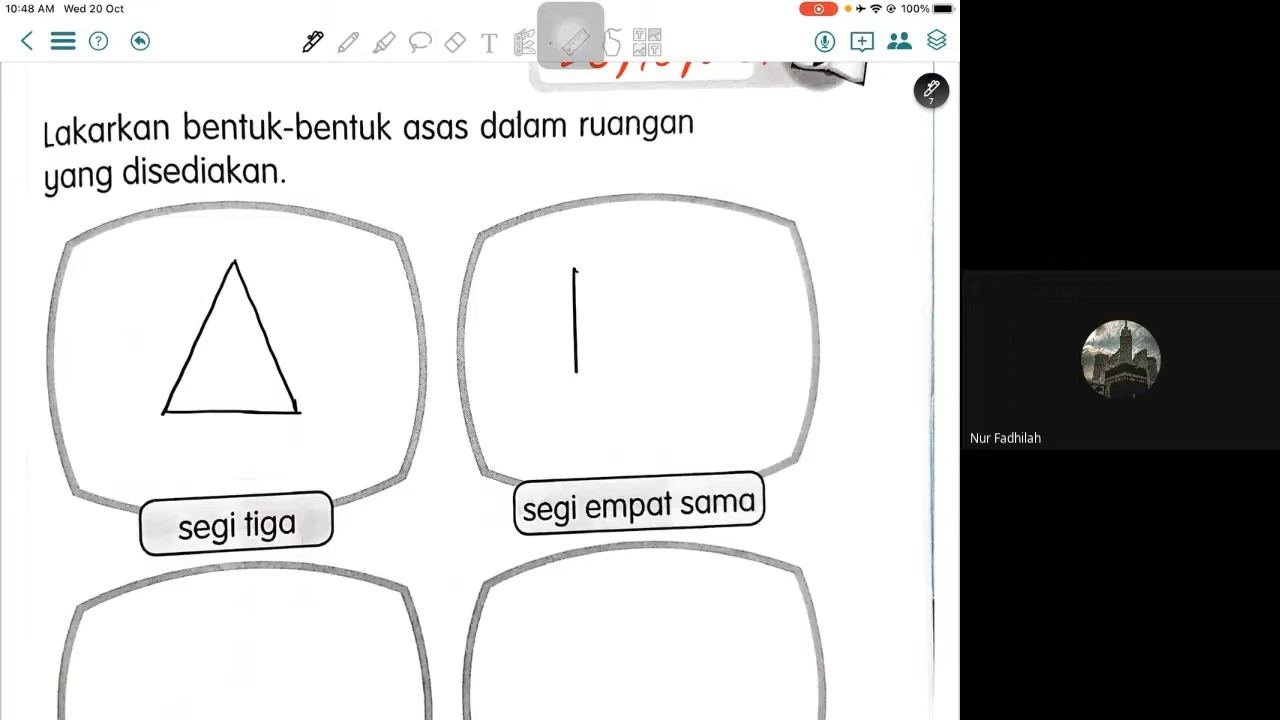 10:48 AM Wed 20 Oct
100%
T
7
Lakarkan bentuk-bentuk asas dalam ruangan
yang disediakan.
segi tiga
segi empat sama
Nur Fadhilah